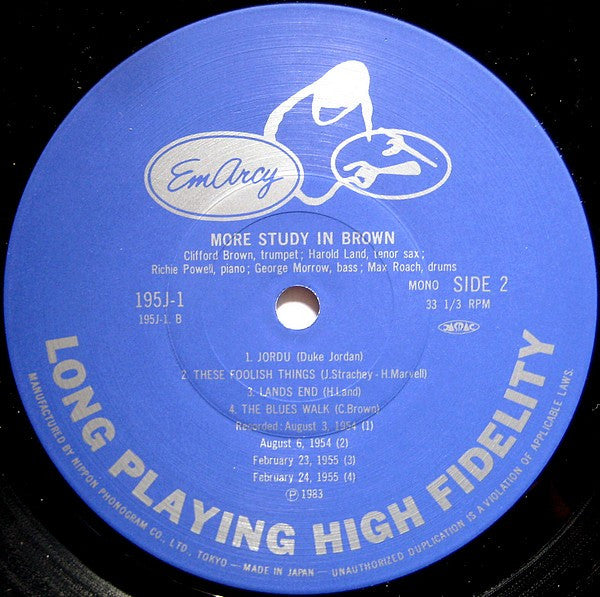 EmArcy
MORE STUDY IN BROWN
Clifford Brown, trumpet; Harold Land, tenor sax;
Richie Powell, piano; George Morrow, bass; Max Roach, drums
195J-1
195J-1. B
MONO SIDE 2
33 1/3 RPM
JASRAC
1. JORDU (Duke Jordan)
2. THESE FOOLISH THINGS (J.Strachey-H.Marvell)
3. LANDS END (H.Land)
4. THE BLUES WALK (C.Brown)
Recorded: August 3, 1954 (1)
August 6, 1954 (2)
February 23, 1955 (3)
February 24, 1955 (4)
Ⓟ 1983
LONG PLAYING HIGH FIDELITY
MANUFACTURED BY NIPPON PHONOGRAM CO., LTD. TOKYO — MADE IN JAPAN — UNAUTHORIZED DUPLICATION IS A VIOLATION OF APPLICABLE LAWS.